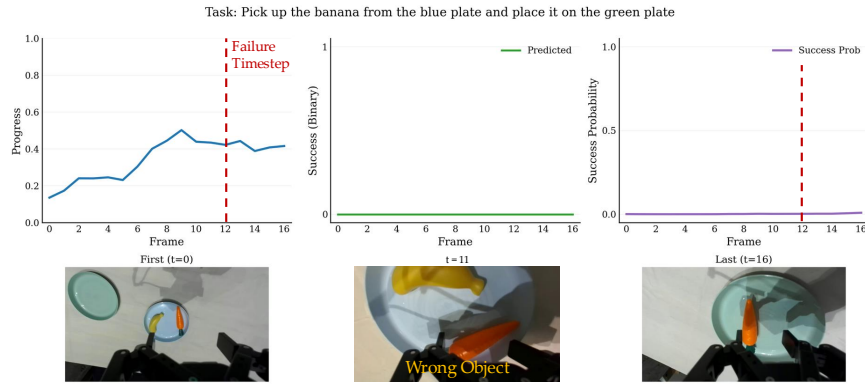 Task: Pick up the banana from the blue plate and place it on the green plate
Progress
1.0
0.8
0.6
0.4
0.2
0.0
Failure
Timestep
0 2 4 6 8 10 12 14 16
Frame
Success (Binary)
1
0
Predicted
0 2 4 6 8 10 12 14 16
Frame
Success Probability
1.0
0.5
0.0
Success Prob
0 2 4 6 8 10 12 14 16
Frame
First (t=0)
t = 11
Last (t=16)
Wrong Object